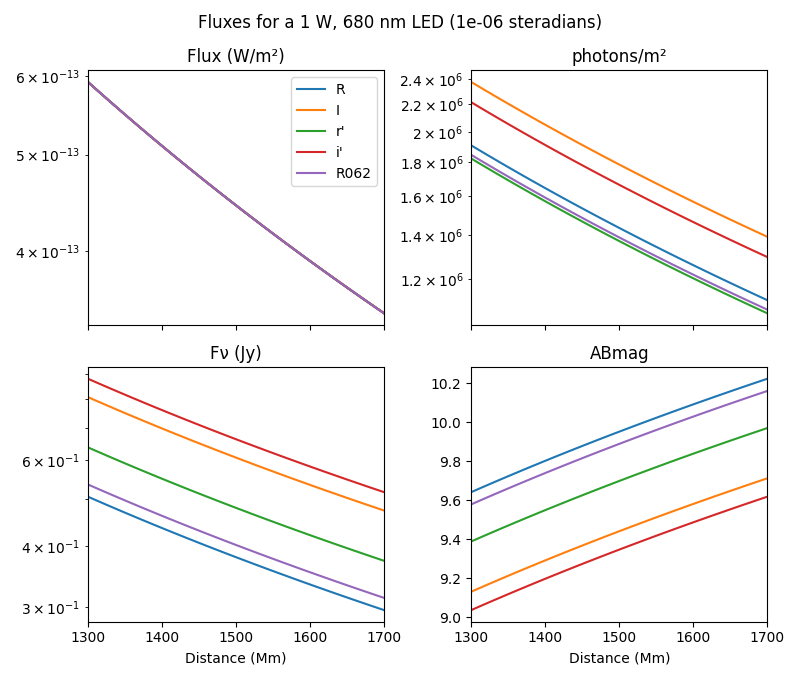 Fluxes for a 1 W, 680 nm LED (1e-06 steradians)
Flux (W/m²)
6 × 10⁻¹³
5 × 10⁻¹³
4 × 10⁻¹³
R
I
r'
i'
R062
photons/m²
2.4 × 10⁶
2.2 × 10⁶
2 × 10⁶
1.8 × 10⁶
1.6 × 10⁶
1.4 × 10⁶
1.2 × 10⁶
Fν (Jy)
6 × 10⁻¹
4 × 10⁻¹
3 × 10⁻¹
1300 1400 1500 1600 1700
Distance (Mm)
ABmag
10.2
10.0
9.8
9.6
9.4
9.2
9.0
1300 1400 1500 1600 1700
Distance (Mm)